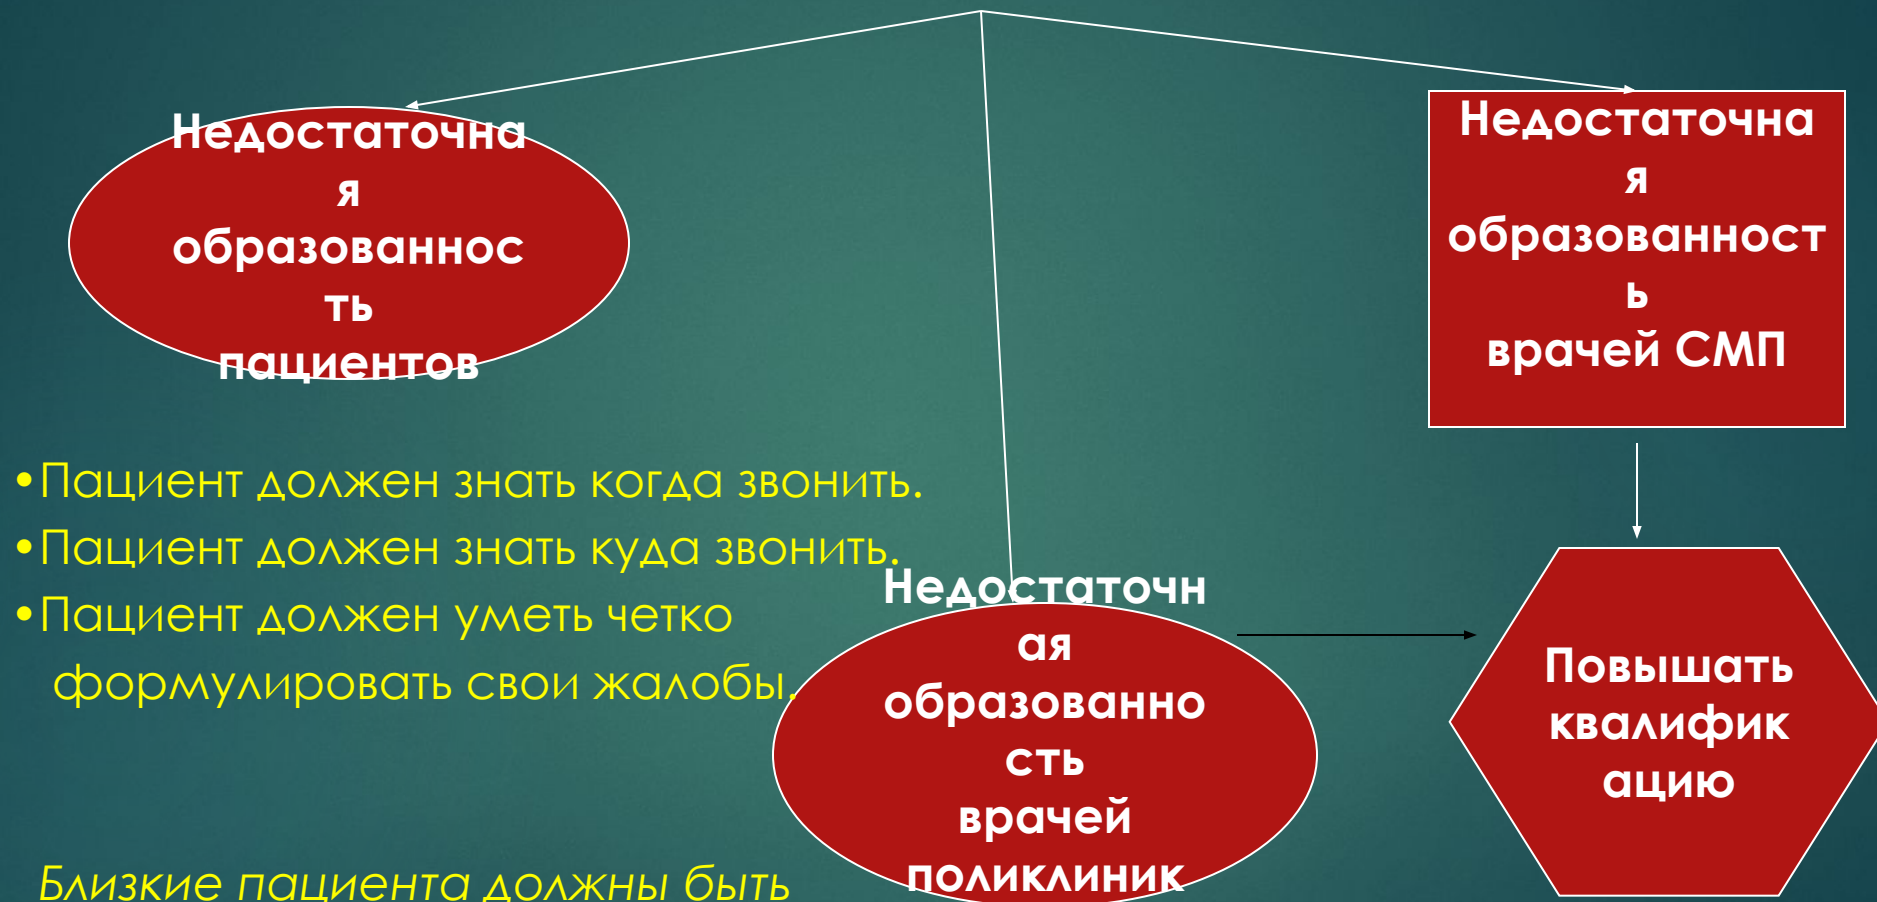 Недостаточна
я
образованнос
ть
пациентов
Недостаточна
я
образованност
ь
врачей СМП
•Пациент должен знать когда звонить.
•Пациент должен знать куда звонить.
•Пациент должен уметь четко
формулировать свои жалобы.
Недостаточн
ая
образованно
сть
врачей
поликлиник
Повышать
квалифик
ацию
Близкие пациента должны быть